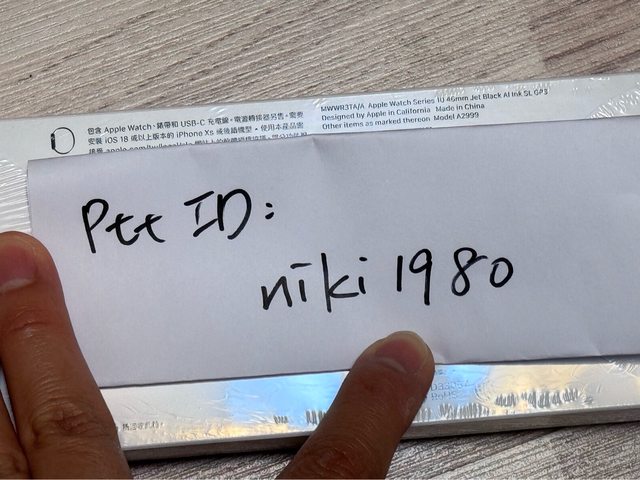 包含 Apple Watch、錶帶和 USB-C 充電線。電源轉接器另售。需要
安裝 iOS 18 或以上版本的 iPhone Xs 或後續機型。使用本產品需
MWWR3TA/A Apple Watch Series 10 46mm Jet Black Al Ink SL GPS
Designed by Apple in California Made in China
Other items as marked thereon Model A2999
Ptt ID:
niki 1980